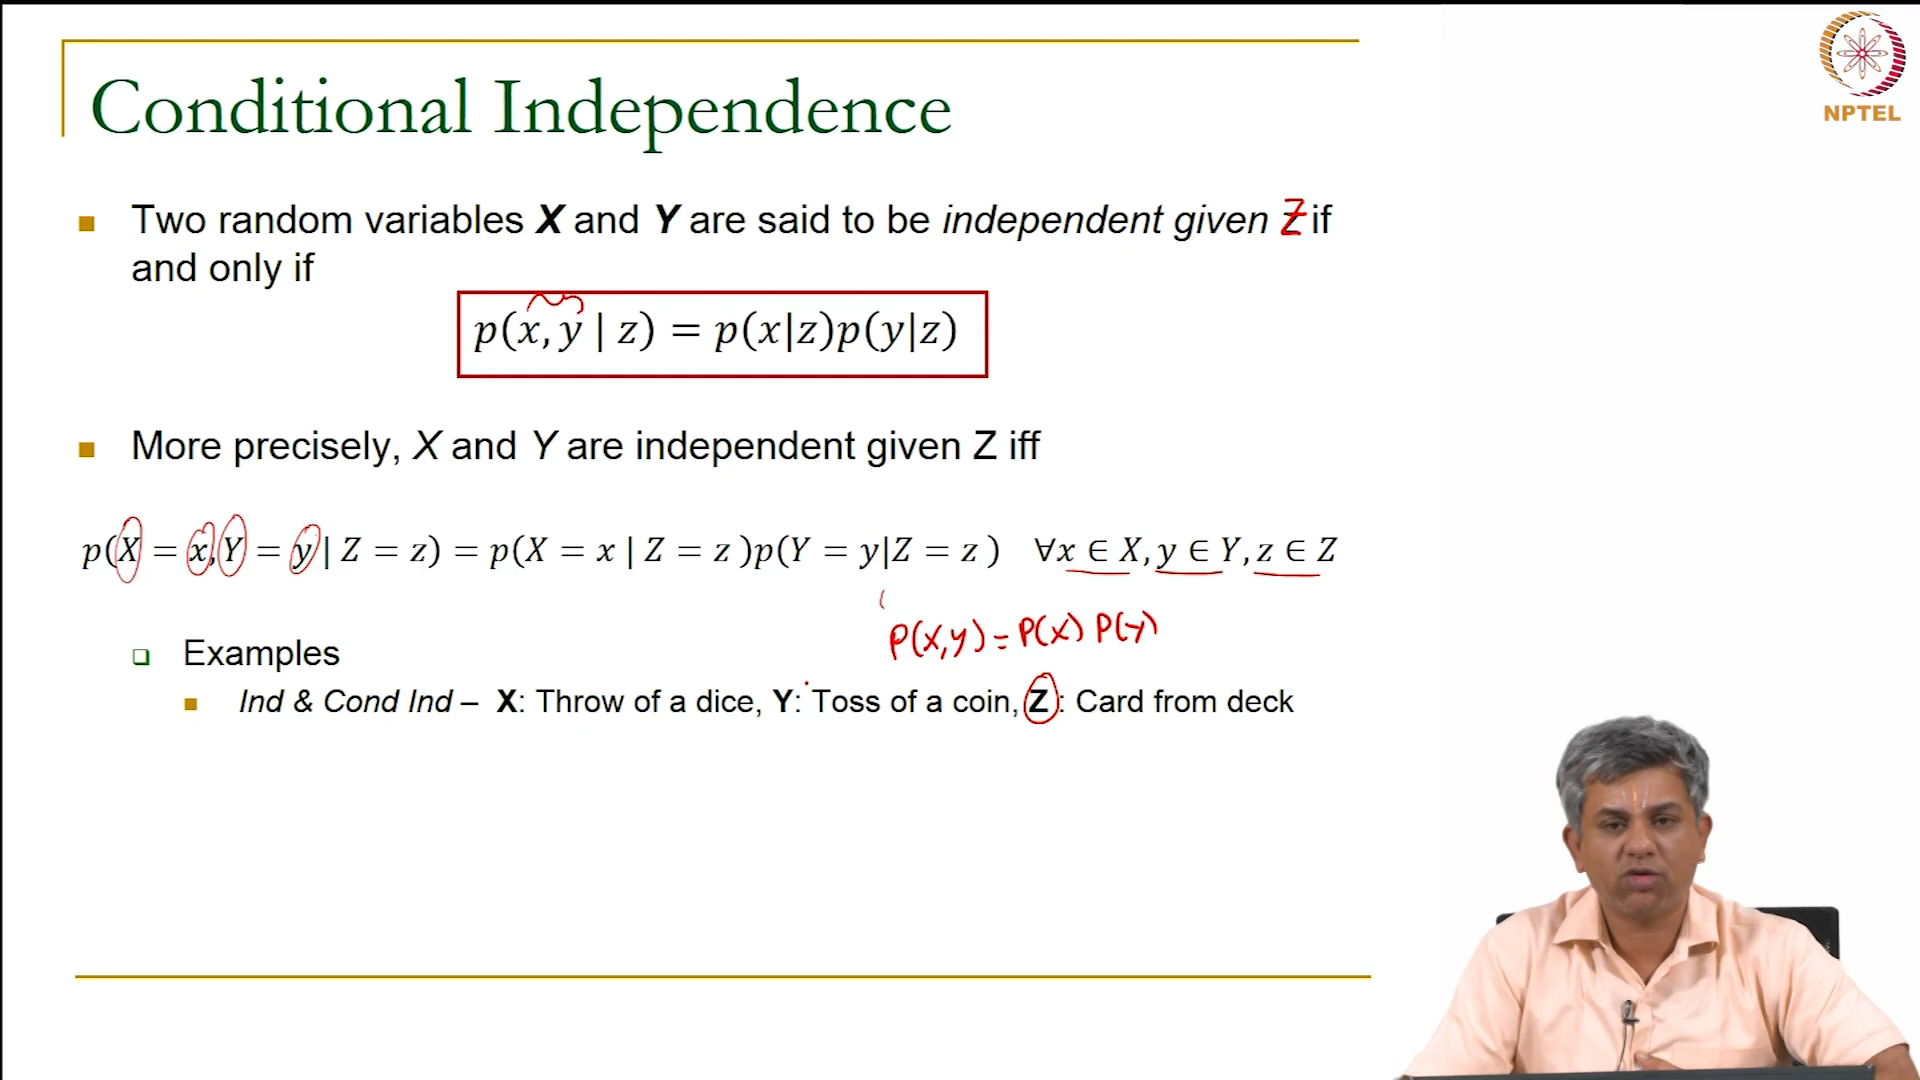 NPTEL
Conditional Independence
Two random variables X and Y are said to be independent given Z if
and only if
p(x, y | z) = p(x|z)p(y|z)
More precisely, X and Y are independent given Z iff
p(X = x, Y = y | Z = z) = p(X = x | Z = z )p(Y = y|Z = z ) ∀x ∈ X, y ∈ Y, z ∈ Z
P(x,y) = P(x) P(y)
Examples
Ind & Cond Ind – X: Throw of a dice, Y: Toss of a coin, Z : Card from deck